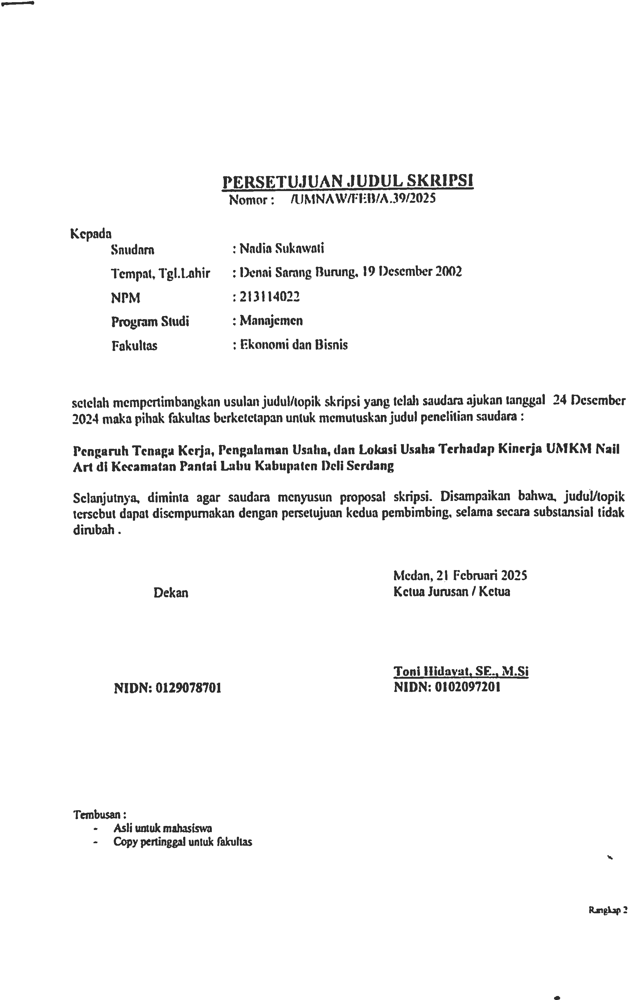 PERSETUJUAN JUDUL SKRIPSI
Nomor : /UMNAW/FEB/A.39/2025
Kepada
Saudara : Nadia Sukawati
Tempat, Tgl.Lahir : Denai Sarang Burung, 19 Desember 2002
NPM : 213114022
Program Studi : Manajemen
Fakultas : Ekonomi dan Bisnis
setelah mempertimbangkan usulan judul/topik skripsi yang telah saudara ajukan tanggal 24 Desember
2024 maka pihak fakultas berketetapan untuk memutuskan judul penelitian saudara :
Pengaruh Tenaga Kerja, Pengalaman Usaha, dan Lokasi Usaha Terhadap Kinerja UMKM Nail
Art di Kecamatan Pantai Labu Kabupaten Deli Serdang
Selanjutnya, diminta agar saudara menyusun proposal skripsi. Disampaikan bahwa, judul/topik
tersebut dapat disempurnakan dengan persetujuan kedua pembimbing, selama secara substansial tidak
dirubah .
Medan, 21 Februari 2025
Dekan Ketua Jurusan / Ketua
Toni Hidayat, SE., M.Si
NIDN: 0129078701 NIDN: 0102097201
Tembusan :
- Asli untuk mahasiswa
- Copy pertinggal untuk fakultas
Rangkap 2